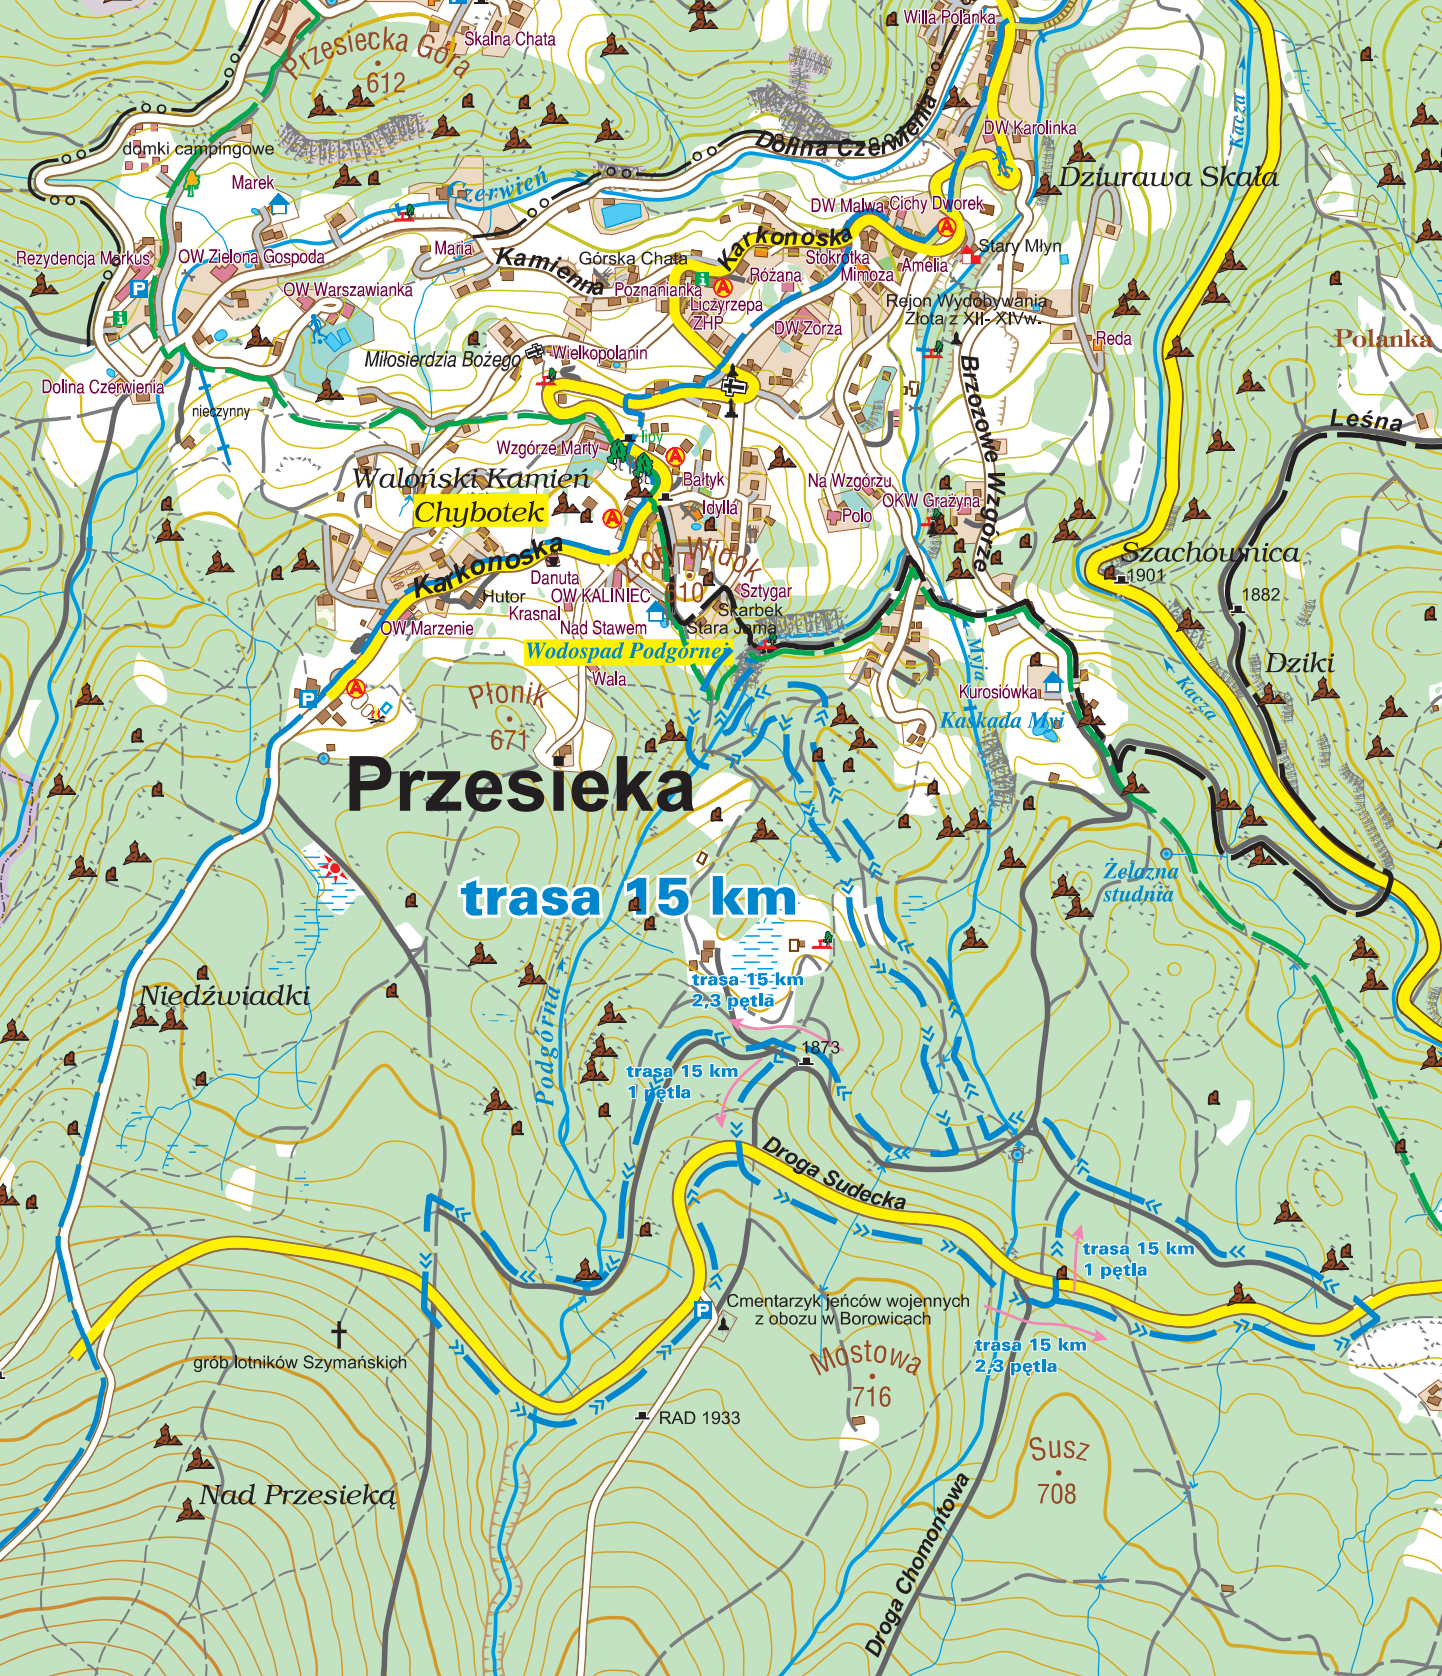 Willa Polanka
Skalna Chata
Przesiecka Góra
612
Kacza
Dolina Czerwienia
DW Karolinka
domki campingowe
Marek
Czerwień
Dziurawa Skała
DW Malwa
Cichy Dworek
Karkonoska
Stary Młyn
Maria
Kamienna
Rezydencja Markus
OW Zielona Gospoda
Górska Chata
Stokrotka
Amelia
Mimoza
Różana
OW Warszawianka
Poznanianka
Liczyrzepa
ZHP
Rejon Wydobywania
Złota z XII- XIVw.
DW Zorza
Reda
Polanka
Miłosierdzia Bożego
Wielkopolanin
Dolina Czerwienia
nieczynny
Brzozowe Wzgórze
Leśna
lipy
Wzgórze Marty
Waloński Kamień
Bałtyk
Na Wzgórzu
OKW Grażyna
Chybotek
Idylla
Polo
Karkonoska
Widok
610
Szachownica
1901
Danuta
Hutor
OW KALINIEC
Krasnal
Sztygar
Skarbek
1882
OW Marzenie
Nad Stawem
Stara Jama
Wodospad Podgórnej
Myja
Dziki
Wala
Płonik
671
Kurosiówka
Kacza
Kaskada Myi
Przesieka
Żelazna
studnia
trasa 15 km
Niedźwiadki
trasa 15 km
2,3 pętla
Podgórna
1873
trasa 15 km
1 pętla
Droga Sudecka
trasa 15 km
1 pętla
Cmentarzyk jeńców wojennych
z obozu w Borowicach
grób lotników Szymańskich
Mostowa
716
trasa 15 km
2,3 pętla
RAD 1933
Susz
708
Nad Przesieką
Droga Chomontowa